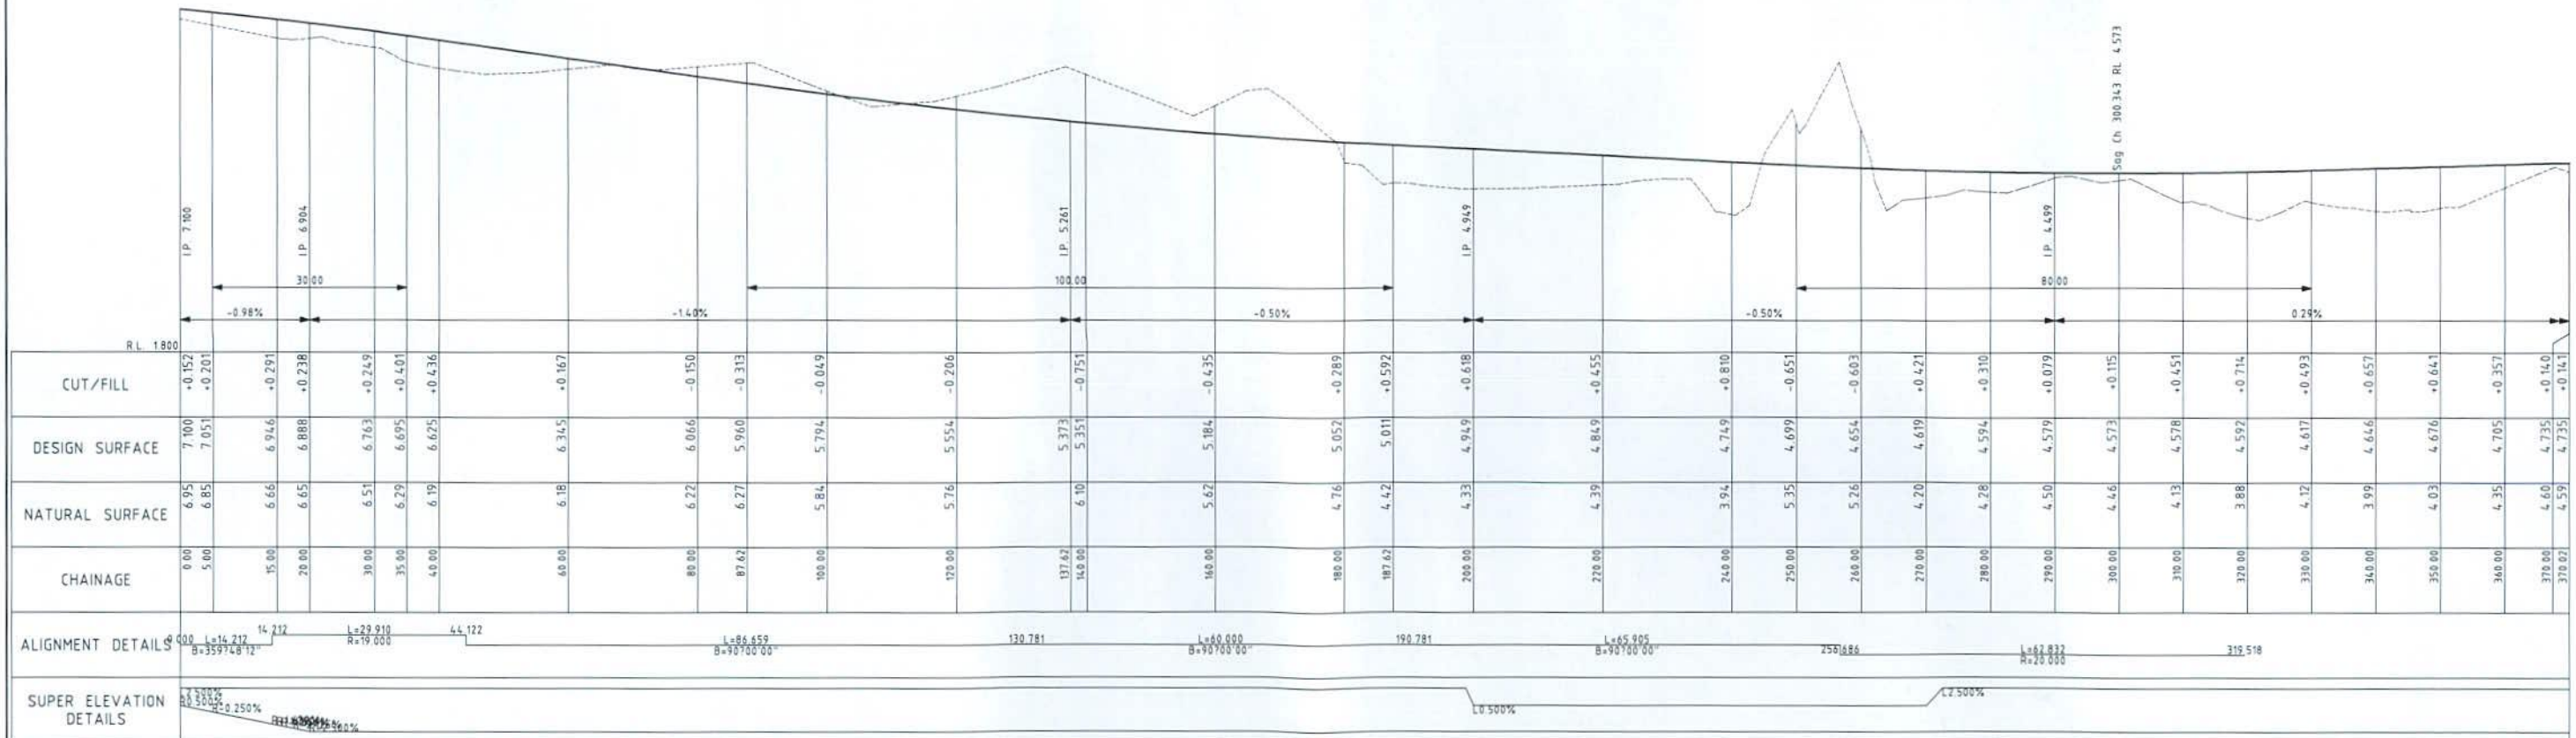 Sag Ch 300.343 RL 4.573
I.P. 7.100
I.P. 6.904
I.P. 5.261
I.P. 4.949
I.P. 4.499
30.00
100.00
80.00
-0.98%
-1.40%
-0.50%
-0.50%
0.29%
R.L. 1.800
CUT/FILL +0.152 +0.201 +0.291 +0.238 +0.249 +0.401 +0.436 +0.167 -0.150 -0.313 -0.049 -0.206 -0.751 -0.435 +0.289 +0.592 +0.618 +0.455 +0.810 -0.651 -0.603 +0.421 +0.310 +0.079 +0.115 +0.451 +0.714 +0.493 +0.657 +0.641 +0.357 +0.140 +0.141
DESIGN SURFACE 7.100 7.051 6.946 6.888 6.763 6.695 6.625 6.345 6.066 5.960 5.794 5.554 5.373 5.351 5.184 5.052 5.011 4.949 4.849 4.749 4.699 4.654 4.619 4.594 4.579 4.573 4.578 4.592 4.617 4.646 4.676 4.705 4.735 4.735
NATURAL SURFACE 6.95 6.85 6.66 6.65 6.51 6.29 6.19 6.18 6.22 6.27 5.84 5.76 6.10 5.62 4.76 4.42 4.33 4.39 3.94 5.35 5.26 4.20 4.28 4.50 4.46 4.13 3.88 4.12 3.99 4.03 4.35 4.60 4.59
CHAINAGE 0.00 5.00 15.00 20.00 30.00 35.00 40.00 60.00 80.00 87.62 100.00 120.00 137.62 140.00 160.00 180.00 187.62 200.00 220.00 240.00 250.00 260.00 270.00 280.00 290.00 300.00 310.00 320.00 330.00 340.00 350.00 360.00 370.00 370.02
ALIGNMENT DETAILS 0.000 L=14.212 14.212 L=29.910 44.122 L=86.659 130.781 L=60.000 190.781 L=65.905 256.686 L=62.832 319.518
B=359?48'12" R=19.000 B=90?00'00" B=90?00'00" B=90?00'00" R=20.000
SUPER ELEVATION DETAILS
R0.500%
R-0.250%
L0.500%
L2.500%